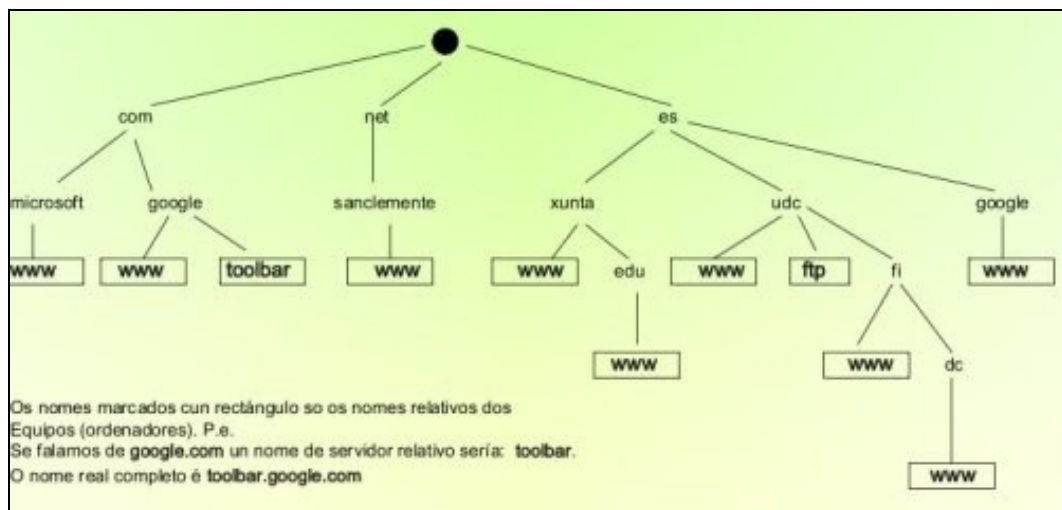 com net es
microsoft google sanclemente xunta udc google
www www toolbar www www edu www ftp fi www
www www dc
Os nomes marcados cun rectángulo so os nomes relativos dos
Equipos (ordenadores). P.e.
Se falamos de google.com un nome de servidor relativo sería: toolbar.
O nome real completo é toolbar.google.com
www